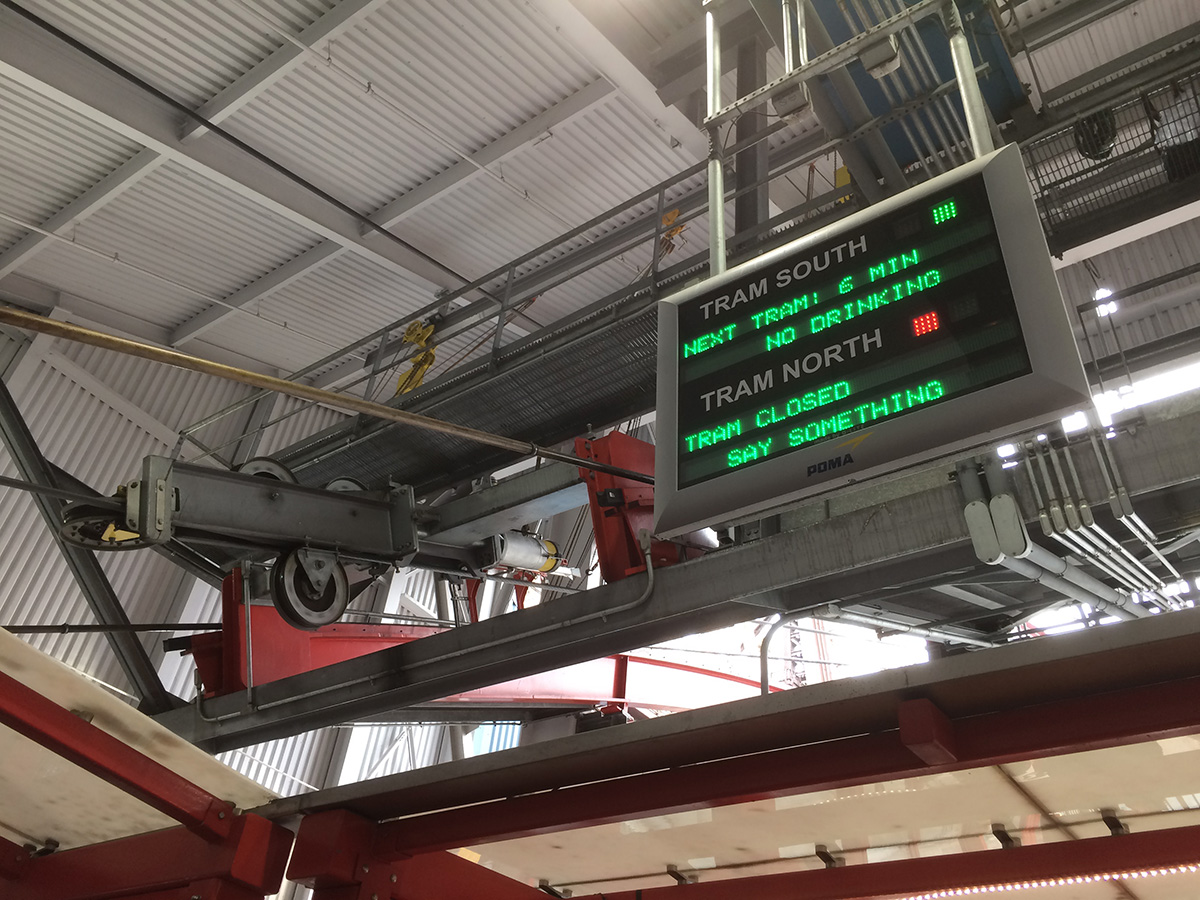 TRAM SOUTH
NEXT TRAM: 6 MIN
NO DRINKING
TRAM NORTH
TRAM CLOSED
SAY SOMETHING
POMA